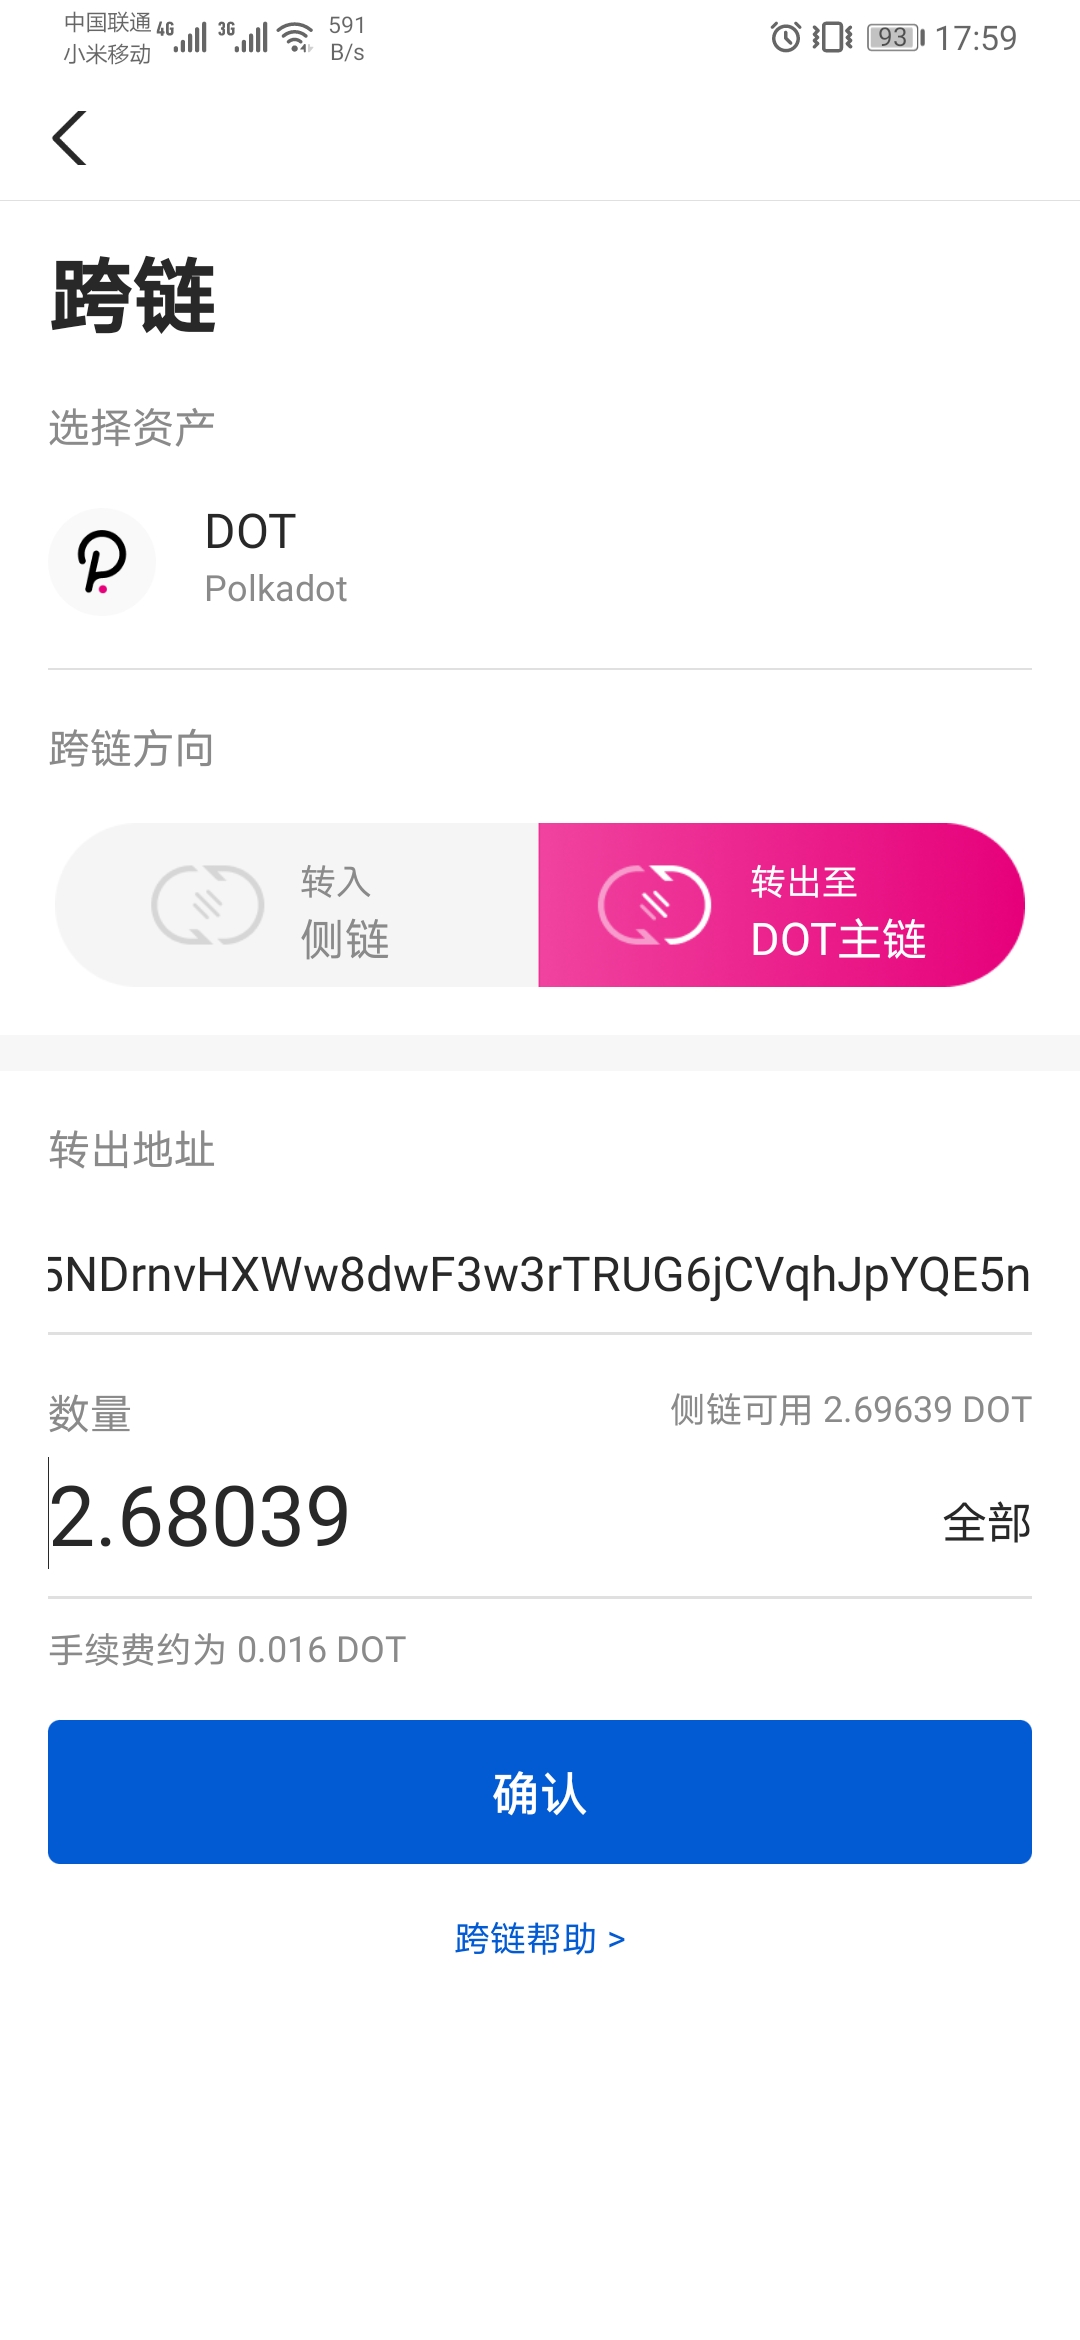 中国联通 4G 3G 591
小米移动 B/s
93 17:59
跨链
选择资产
DOT
Polkadot
跨链方向
转入
侧链
转出至
DOT主链
转出地址
5NDrnvHXWw8dwF3w3rTRUG6jCVqhJpYQE5n
数量
侧链可用 2.69639 DOT
2.68039
全部
手续费约为 0.016 DOT
确认
跨链帮助 >